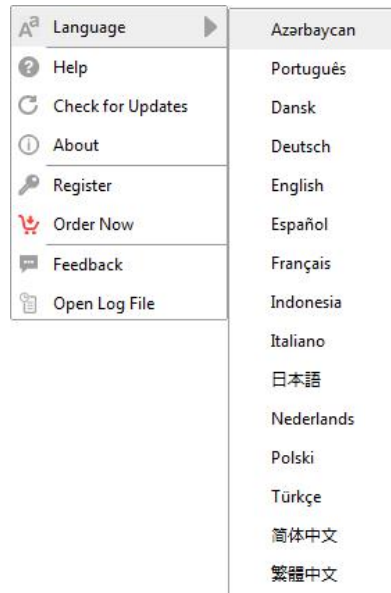 Language
Help
Check for Updates
About
Register
Order Now
Feedback
Open Log File
Azərbaycan
Português
Dansk
Deutsch
English
Español
Français
Indonesia
Italiano
日本語
Nederlands
Polski
Türkçe
简体中文
繁體中文